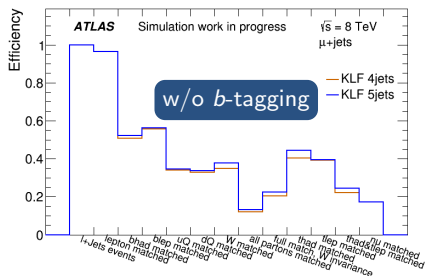 ATLAS Simulation work in progress √s = 8 TeV
μ+jets
KLF 4jets
KLF 5jets
w/o b-tagging
Efficiency
1
0.8
0.6
0.4
0.2
0
l+Jets events
lepton matched
bhad matched
blep matched
uQ matched
dQ matched
W matched
all partons matched
full match, W invariance
thad matched
tlep matched
thad&tlep matched
nu matched